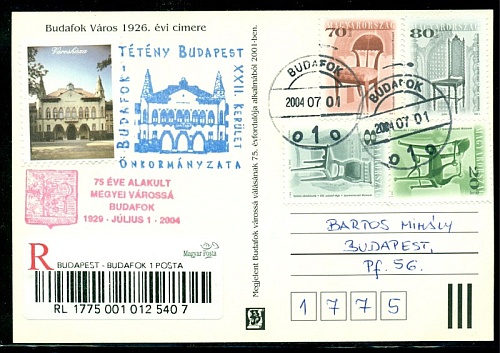 Budafok Város 1926. évi címere
Városháza
BUDAFOK-TÉTÉNY BUDAPEST XXII. KERÜLET
ÖNKORMÁNYZATA
75 ÉVE ALAKULT
MEGYEI VÁROSSÁ
BUDAFOK
1929 - JÚLIUS 1 - 2004
Magyar Posta
R
BUDAPEST - BUDAFOK 1 POSTA
RL 1775 001 012 540 7
Megjelent Budafok várossá válásának 75. évfordulója alkalmából 2001-ben.
MAGYARORSZÁG
70
MAGYARORSZÁG
80
20
BUDAFOK
2004 07 01
o1o
BUDAFOK
2004 07 01
o1o
BARTOS Mihály
BUDAPEST,
Pf. 56.
1 7 7 5